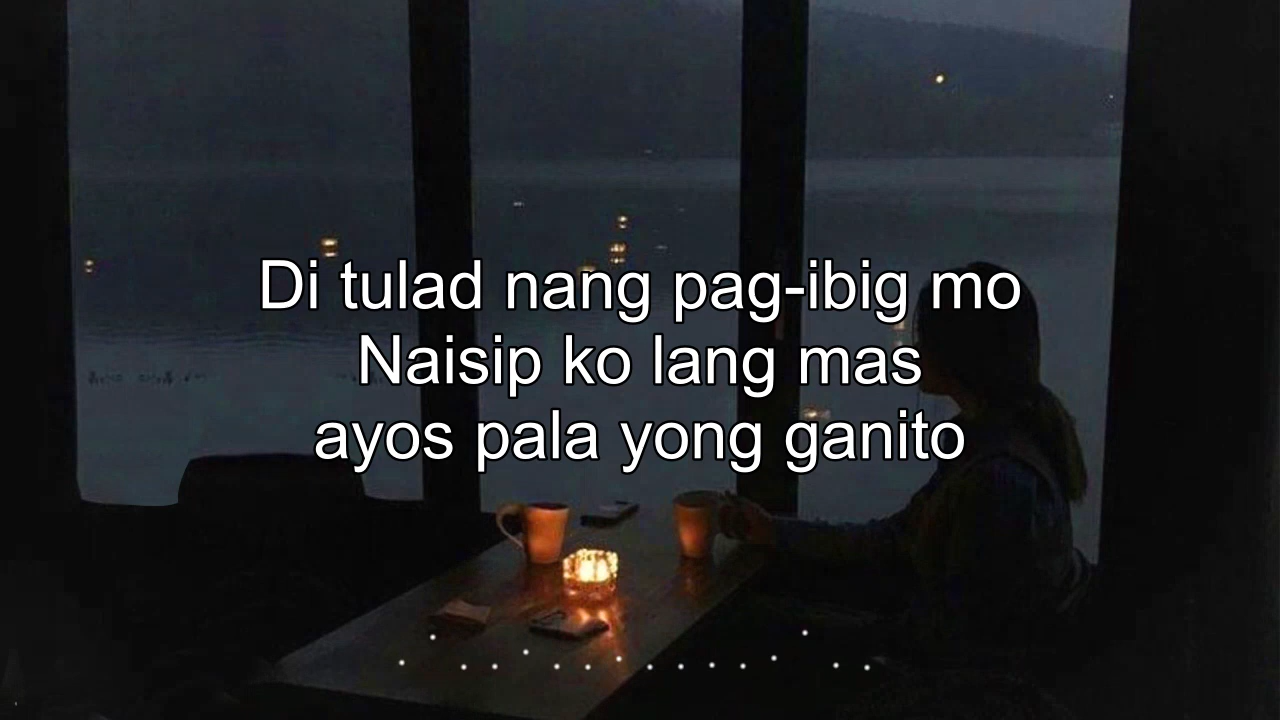 Di tulad nang pag-ibig mo
Naisip ko lang mas
ayos pala yong ganito